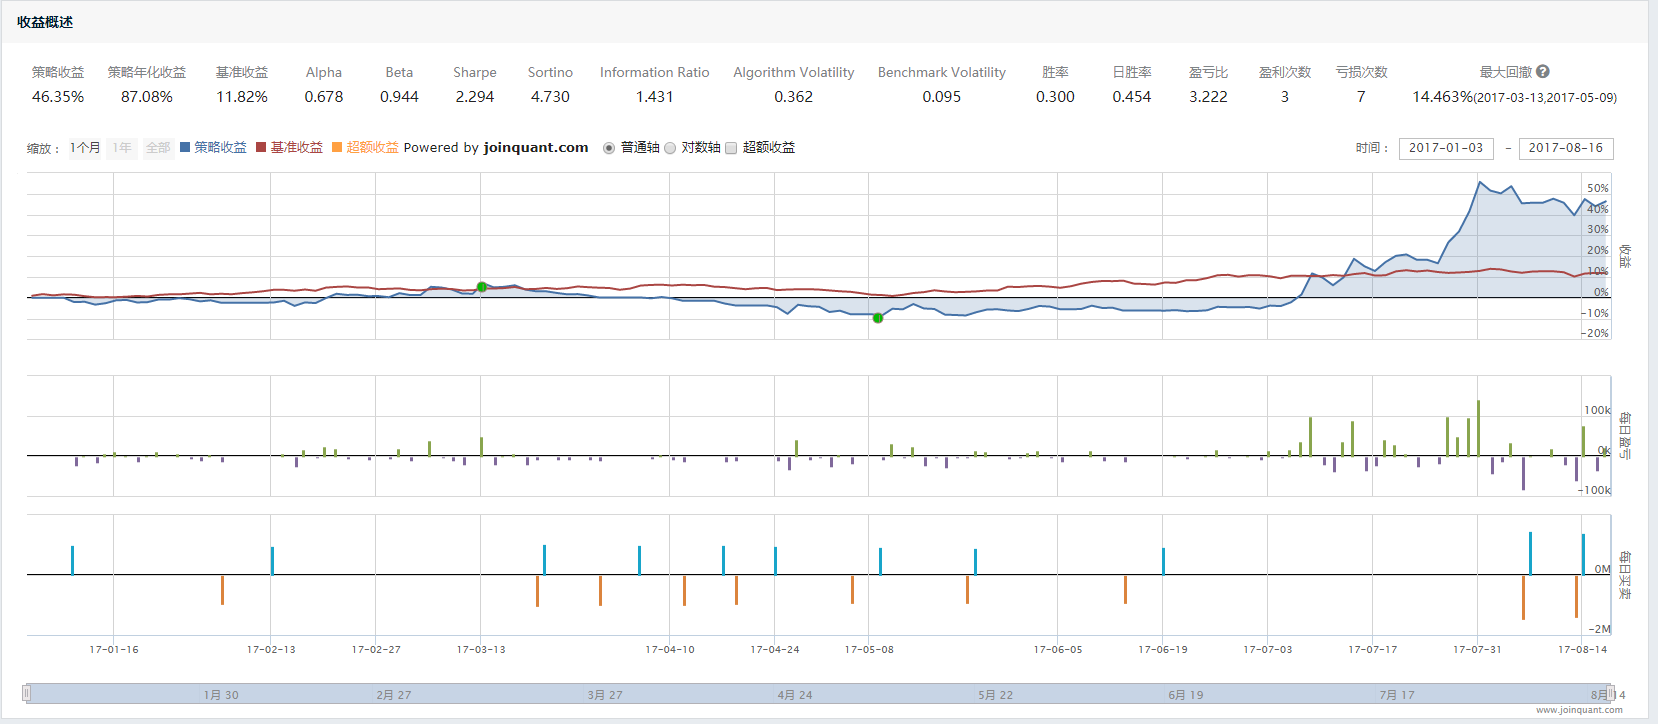 收益概述
策略收益 策略年化收益 基准收益 Alpha Beta Sharpe Sortino Information Ratio Algorithm Volatility Benchmark Volatility 胜率 日胜率 盈亏比 盈利次数 亏损次数 最大回撤 ?
46.35% 87.08% 11.82% 0.678 0.944 2.294 4.730 1.431 0.362 0.095 0.300 0.454 3.222 3 7 14.463%(2017-03-13,2017-05-09)
缩放： 1个月 1年 全部 策略收益 基准收益 超额收益 Powered by joinquant.com 普通轴 对数轴 超额收益 时间： 2017-01-03 - 2017-08-16
50%
40%
30%
20%
10%
0%
-10%
-20%
收益
100k
0k
-100k
每日盈亏
0M
-2M
每日买卖
17-01-16 17-02-13 17-02-27 17-03-13 17-04-10 17-04-24 17-05-08 17-06-05 17-06-19 17-07-03 17-07-17 17-07-31 17-08-14
1月 30 2月 27 3月 27 4月 24 5月 22 6月 19 7月 17 8月 14
www.joinquant.com